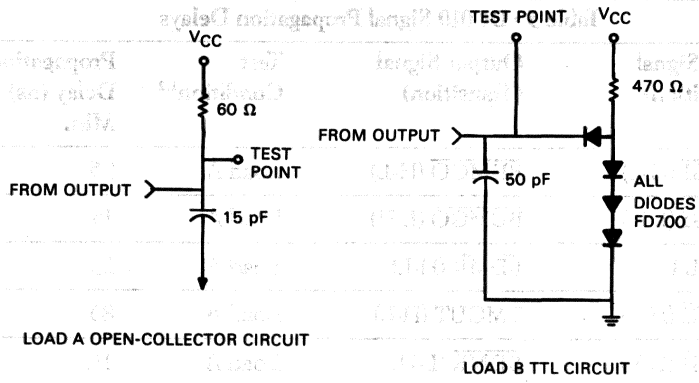 VCC
60 Ω
TEST
POINT
FROM OUTPUT
15 pF
LOAD A OPEN-COLLECTOR CIRCUIT
TEST POINT
VCC
470 Ω
FROM OUTPUT
50 pF
ALL
DIODES
FD700
LOAD B TTL CIRCUIT